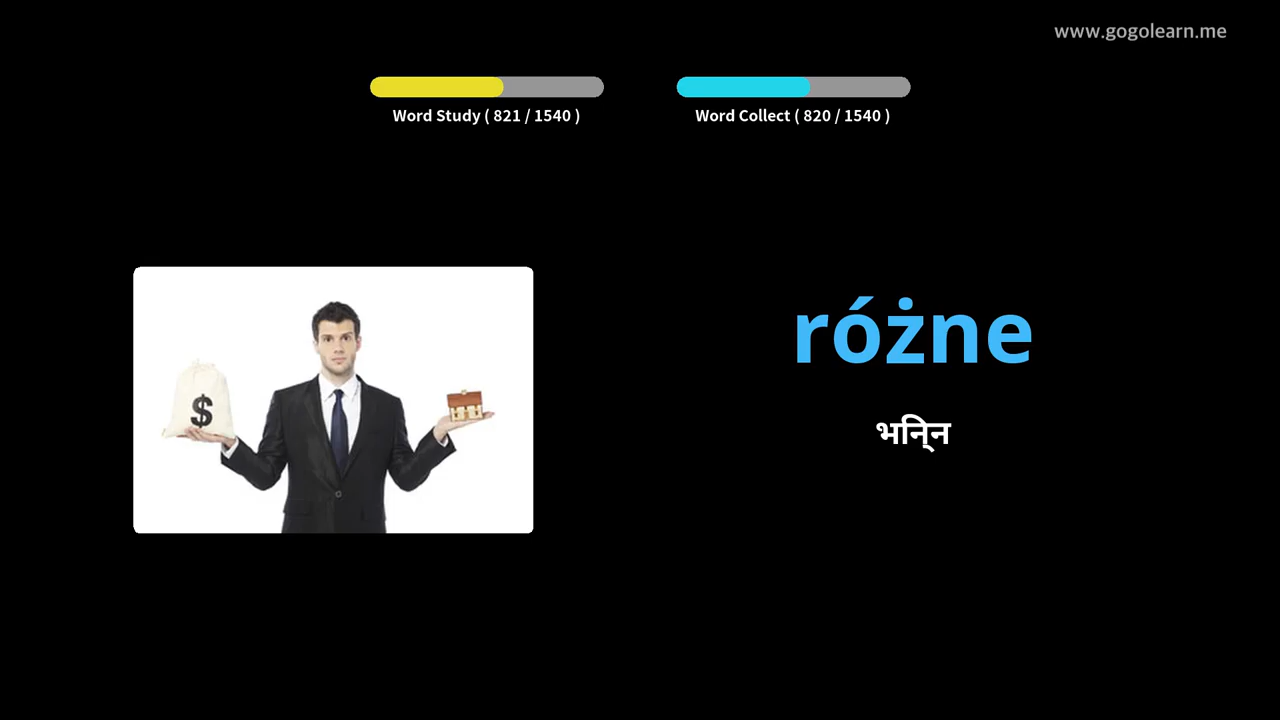 www.gogolearn.me
Word Study ( 821 / 1540 )
Word Collect ( 820 / 1540 )
$
różne
भिन्न